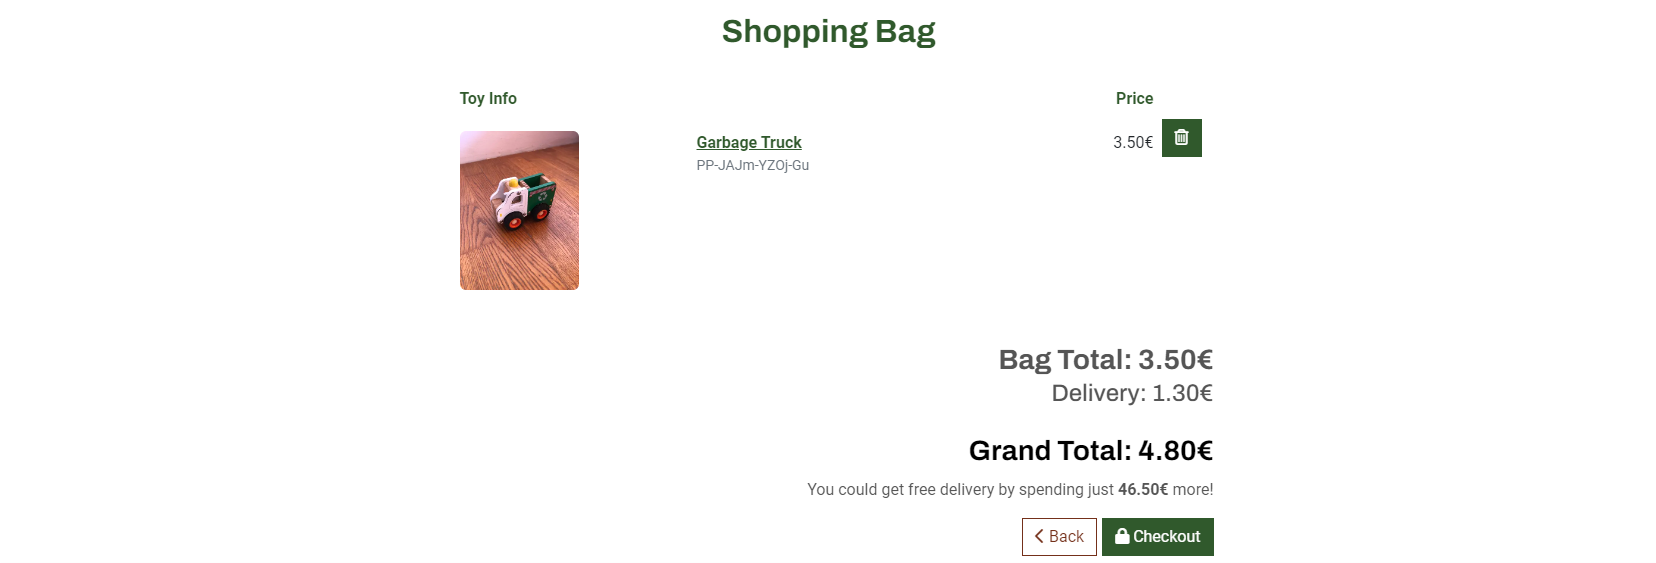 Shopping Bag
Toy Info Price
Garbage Truck 3.50€
PP-JAJm-YZOj-Gu
Bag Total: 3.50€
Delivery: 1.30€
Grand Total: 4.80€
You could get free delivery by spending just 46.50€ more!
Back Checkout